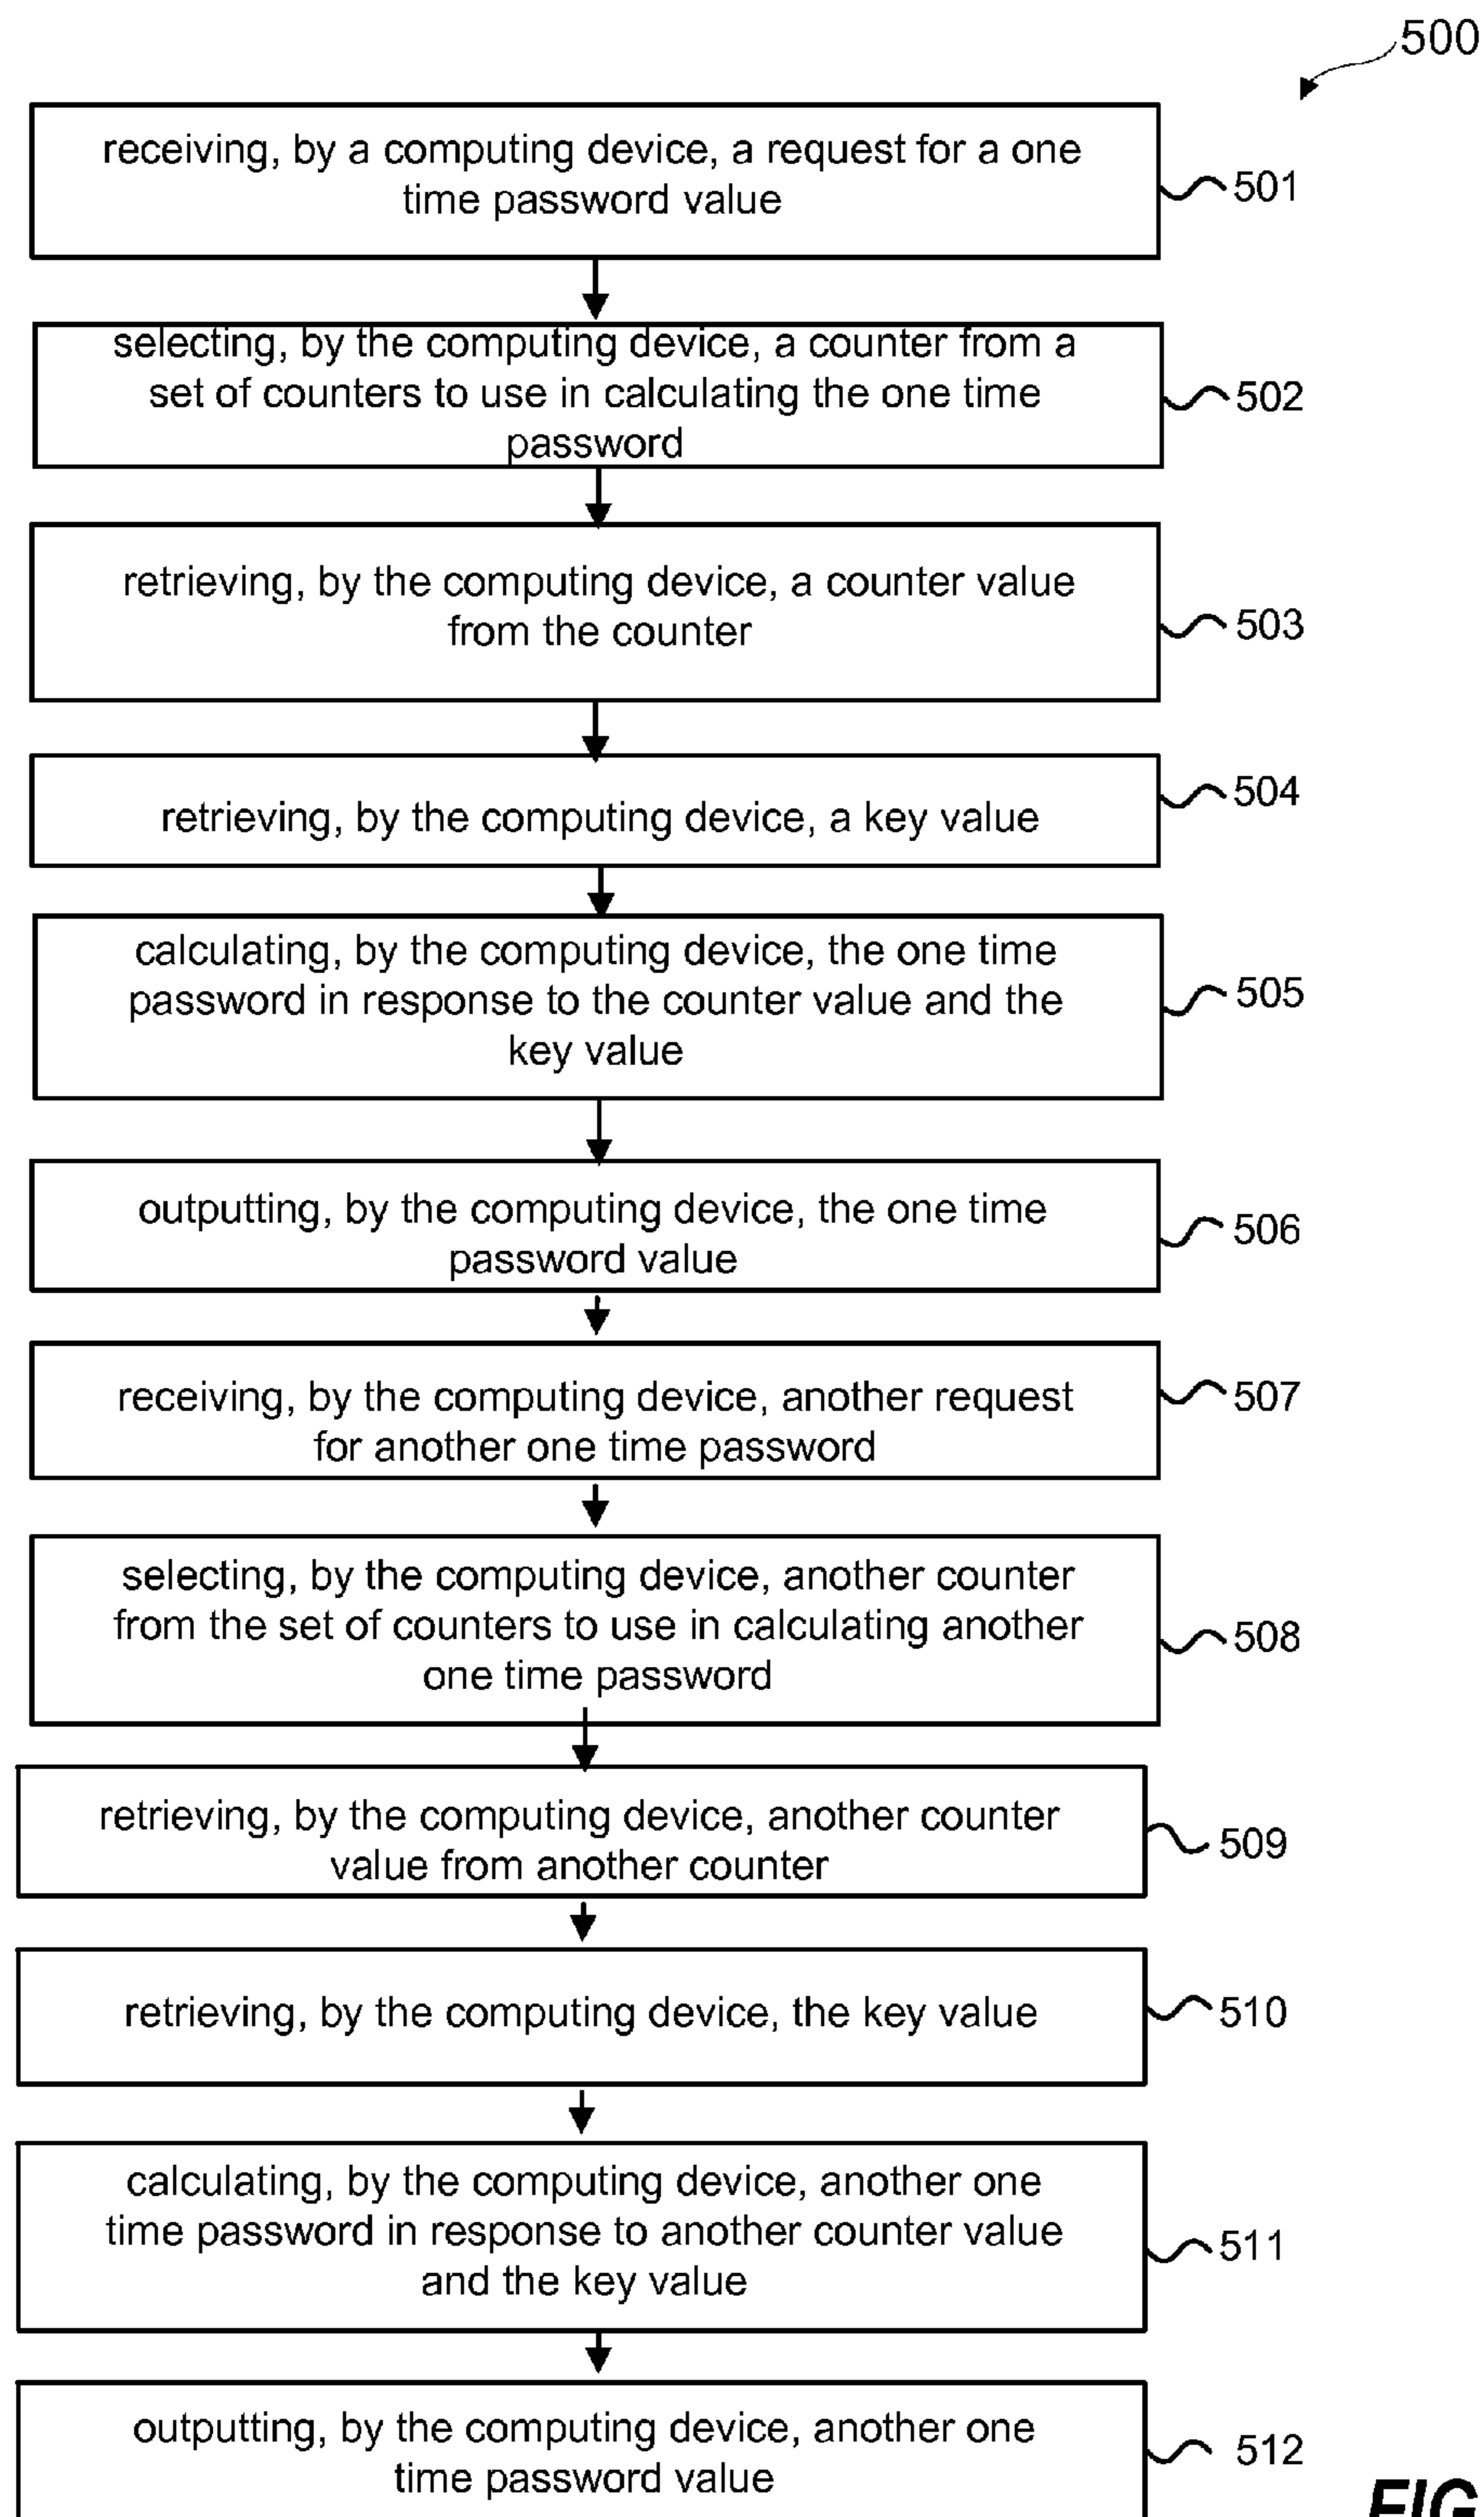 500
receiving, by a computing device, a request for a one
time password value
501
selecting, by the computing device, a counter from a
set of counters to use in calculating the one time
password
502
retrieving, by the computing device, a counter value
from the counter
503
retrieving, by the computing device, a key value
504
calculating, by the computing device, the one time
password in response to the counter value and the
key value
505
outputting, by the computing device, the one time
password value
506
receiving, by the computing device, another request
for another one time password
507
selecting, by the computing device, another counter
from the set of counters to use in calculating another
one time password
508
retrieving, by the computing device, another counter
value from another counter
509
retrieving, by the computing device, the key value
510
calculating, by the computing device, another one
time password in response to another counter value
and the key value
511
outputting, by the computing device, another one
time password value
512
FIG